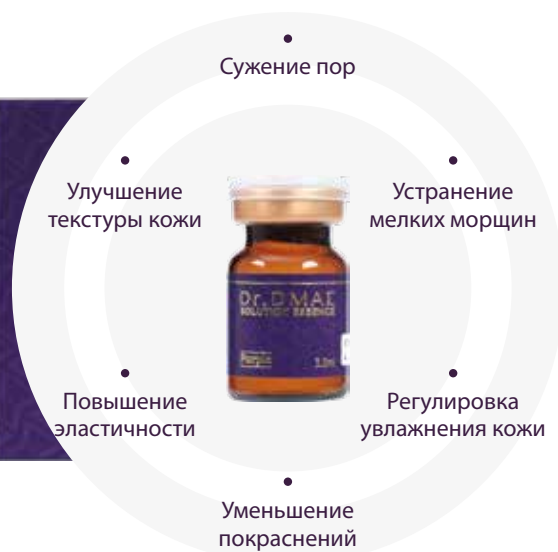 Сужение пор
Улучшение
текстуры кожи
Устранение
мелких морщин
Dr. DMAE
SOLUTION ESSENCE
Повышение
эластичности
Регулировка
увлажнения кожи
Уменьшение
покраснений